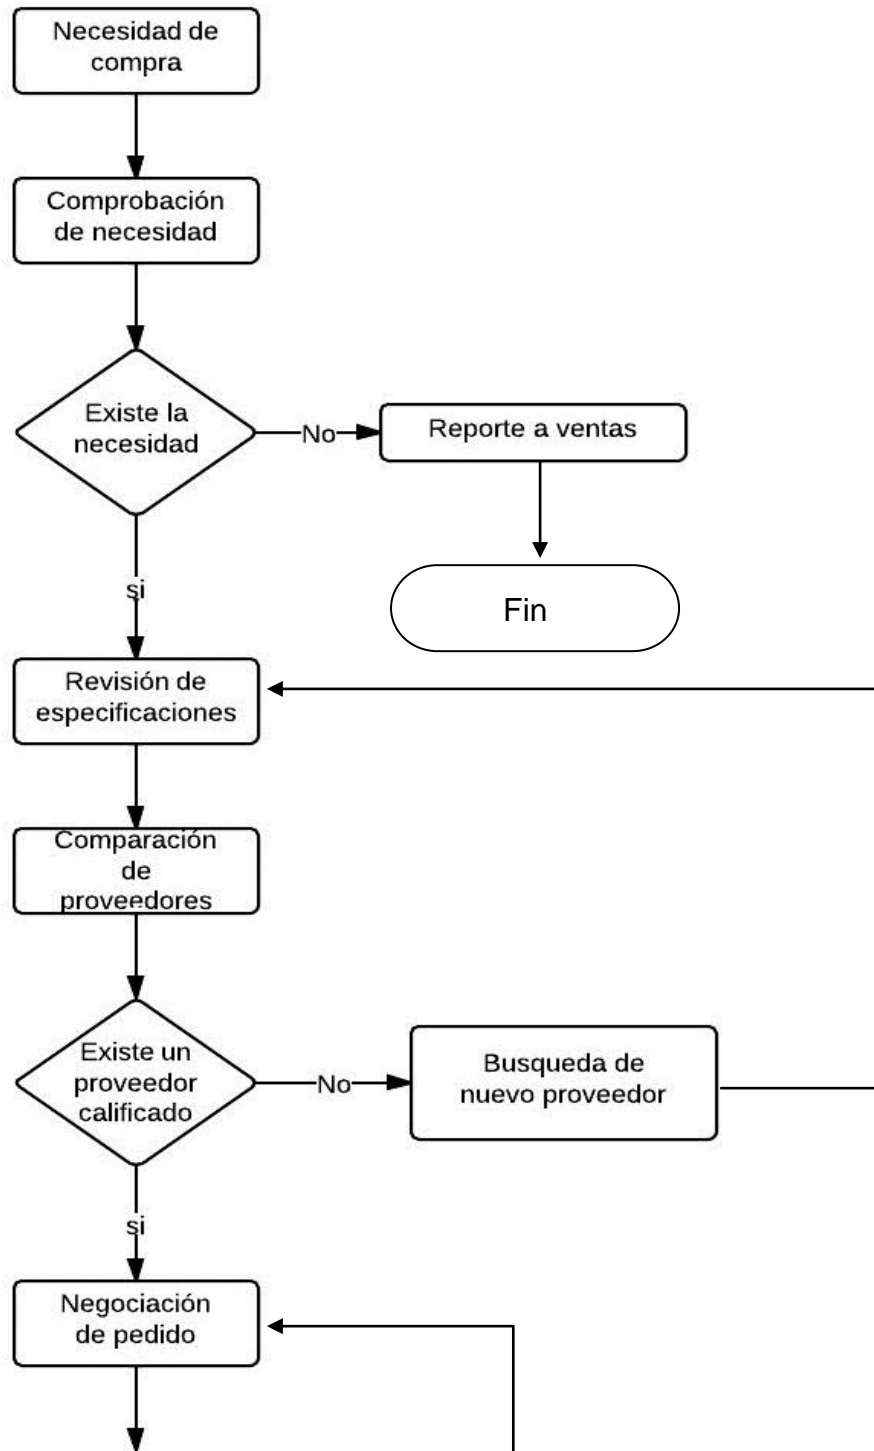 Necesidad de
compra
Comprobación
de necesidad
Existe la
necesidad
No
Reporte a ventas
si
Fin
Revisión de
especificaciones
Comparación
de
proveedores
Existe un
proveedor
calificado
No
Busqueda de
nuevo proveedor
si
Negociación
de pedido